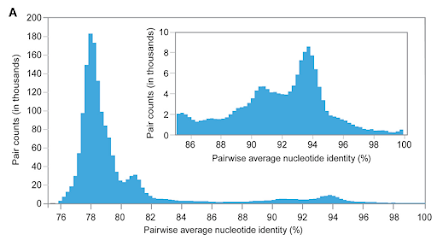 A
Pair counts (in thousands)
200
180
160
140
120
100
80
60
40
20
0
76 78 80 82 84 86 88 90 92 94 96 98 100
Pairwise average nucleotide identity (%)
Pair counts (in thousands)
10
8
6
4
2
0
86 88 90 92 94 96 98 100
Pairwise average nucleotide identity (%)